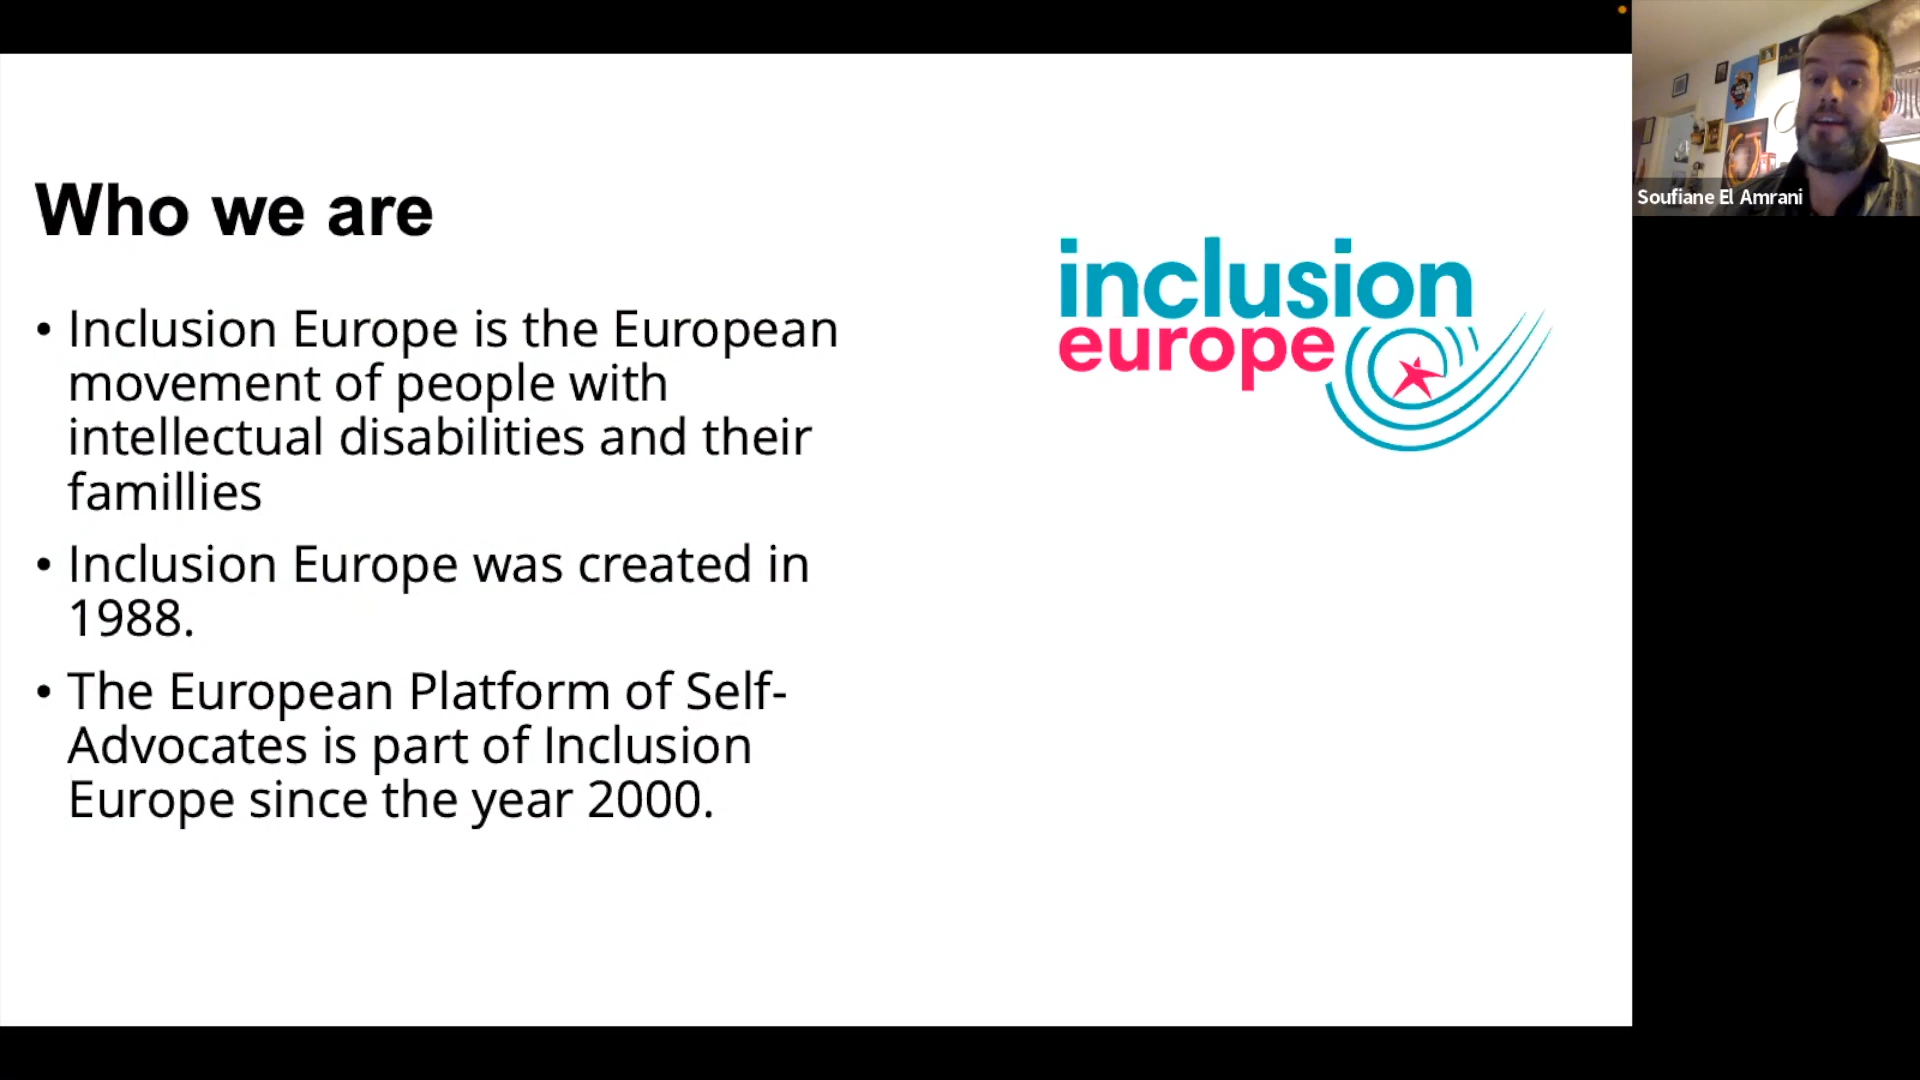 Who we are
• Inclusion Europe is the European
movement of people with
intellectual disabilities and their
famillies
• Inclusion Europe was created in
1988.
• The European Platform of Self-
Advocates is part of Inclusion
Europe since the year 2000.
inclusion
europe
Soufiane El Amrani